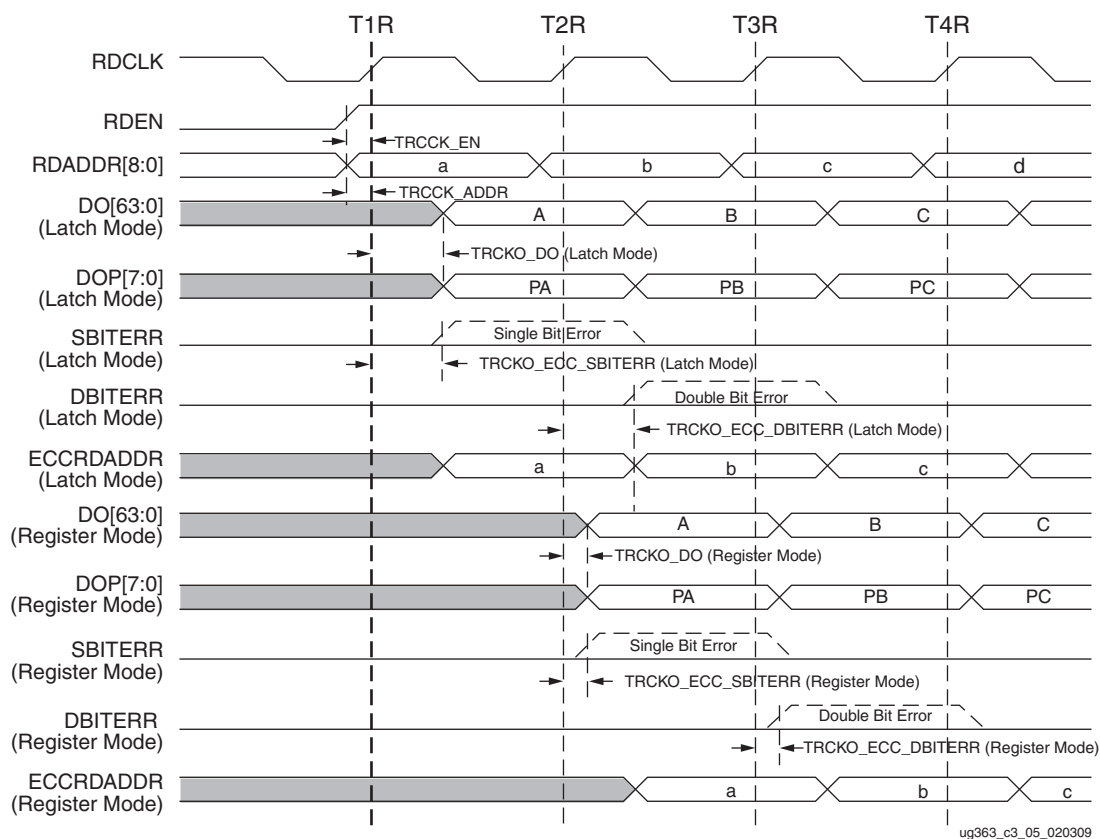 T1R T2R T3R T4R
RDCLK
RDEN
TRCCK_EN
RDADDR[8:0] a b c d
TRCCK_ADDR
DO[63:0]
(Latch Mode) A B C
TRCKO_DO (Latch Mode)
DOP[7:0]
(Latch Mode) PA PB PC
SBITERR
(Latch Mode) Single Bit Error
TRCKO_ECC_SBITERR (Latch Mode)
DBITERR
(Latch Mode) Double Bit Error
TRCKO_ECC_DBITERR (Latch Mode)
ECCRDADDR
(Latch Mode) a b c
DO[63:0]
(Register Mode) A B C
TRCKO_DO (Register Mode)
DOP[7:0]
(Register Mode) PA PB PC
SBITERR
(Register Mode) Single Bit Error
TRCKO_ECC_SBITERR (Register Mode)
DBITERR
(Register Mode) Double Bit Error
TRCKO_ECC_DBITERR (Register Mode)
ECCRDADDR
(Register Mode) a b c
ug363_c3_05_020309